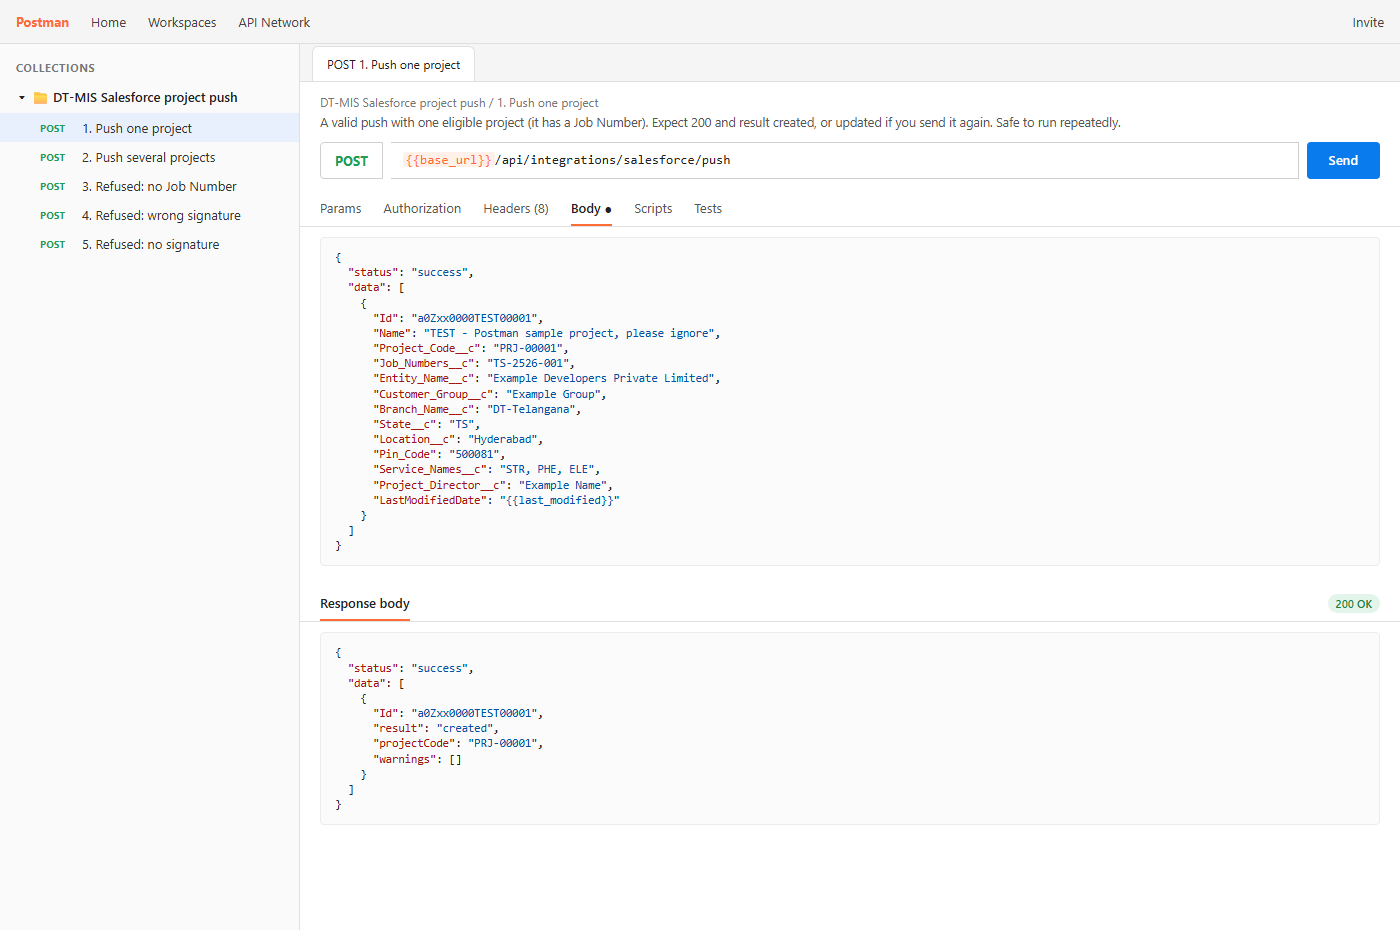 Postman Home Workspaces API Network Invite
COLLECTIONS
DT-MIS Salesforce project push
POST 1. Push one project
POST 2. Push several projects
POST 3. Refused: no Job Number
POST 4. Refused: wrong signature
POST 5. Refused: no signature
POST 1. Push one project
DT-MIS Salesforce project push / 1. Push one project
A valid push with one eligible project (it has a Job Number). Expect 200 and result created, or updated if you send it again. Safe to run repeatedly.
POST {{base_url}}/api/integrations/salesforce/push Send
Params Authorization Headers (8) Body ● Scripts Tests
{
  "status": "success",
  "data": [
    {
      "Id": "a0Zxx0000TEST00001",
      "Name": "TEST - Postman sample project, please ignore",
      "Project_Code__c": "PRJ-00001",
      "Job_Numbers__c": "TS-2526-001",
      "Entity_Name__c": "Example Developers Private Limited",
      "Customer_Group__c": "Example Group",
      "Branch_Name__c": "DT-Telangana",
      "State__c": "TS",
      "Location__c": "Hyderabad",
      "Pin_Code": "500081",
      "Service_Names__c": "STR, PHE, ELE",
      "Project_Director__c": "Example Name",
      "LastModifiedDate": "{{last_modified}}"
    }
  ]
}
Response body 200 OK
{
  "status": "success",
  "data": [
    {
      "Id": "a0Zxx0000TEST00001",
      "result": "created",
      "projectCode": "PRJ-00001",
      "warnings": []
    }
  ]
}